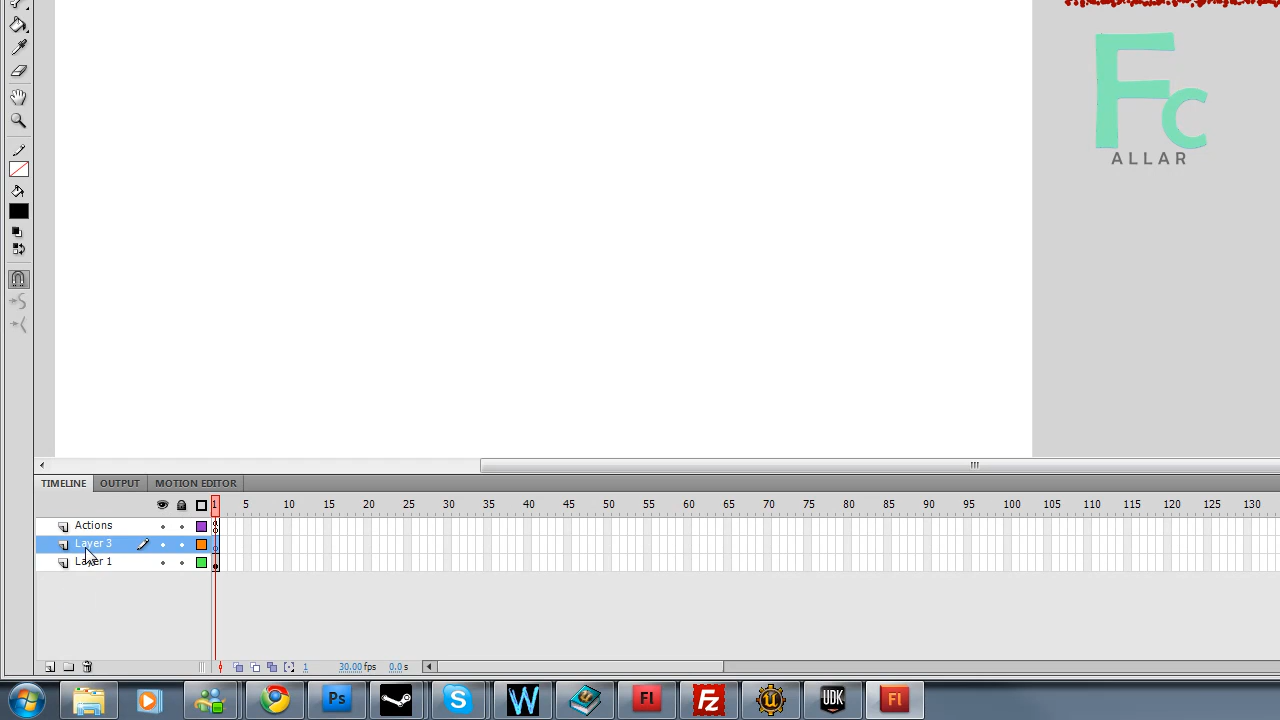 Fc
ALLAR
TIMELINE OUTPUT MOTION EDITOR
1 5 10 15 20 25 30 35 40 45 50 55 60 65 70 75 80 85 90 95 100 105 110 115 120 125 130
Actions
Layer 3
Layer 1
1 30.00 fps 0.0 s
Ps S W Fl Fz U UDK Fl